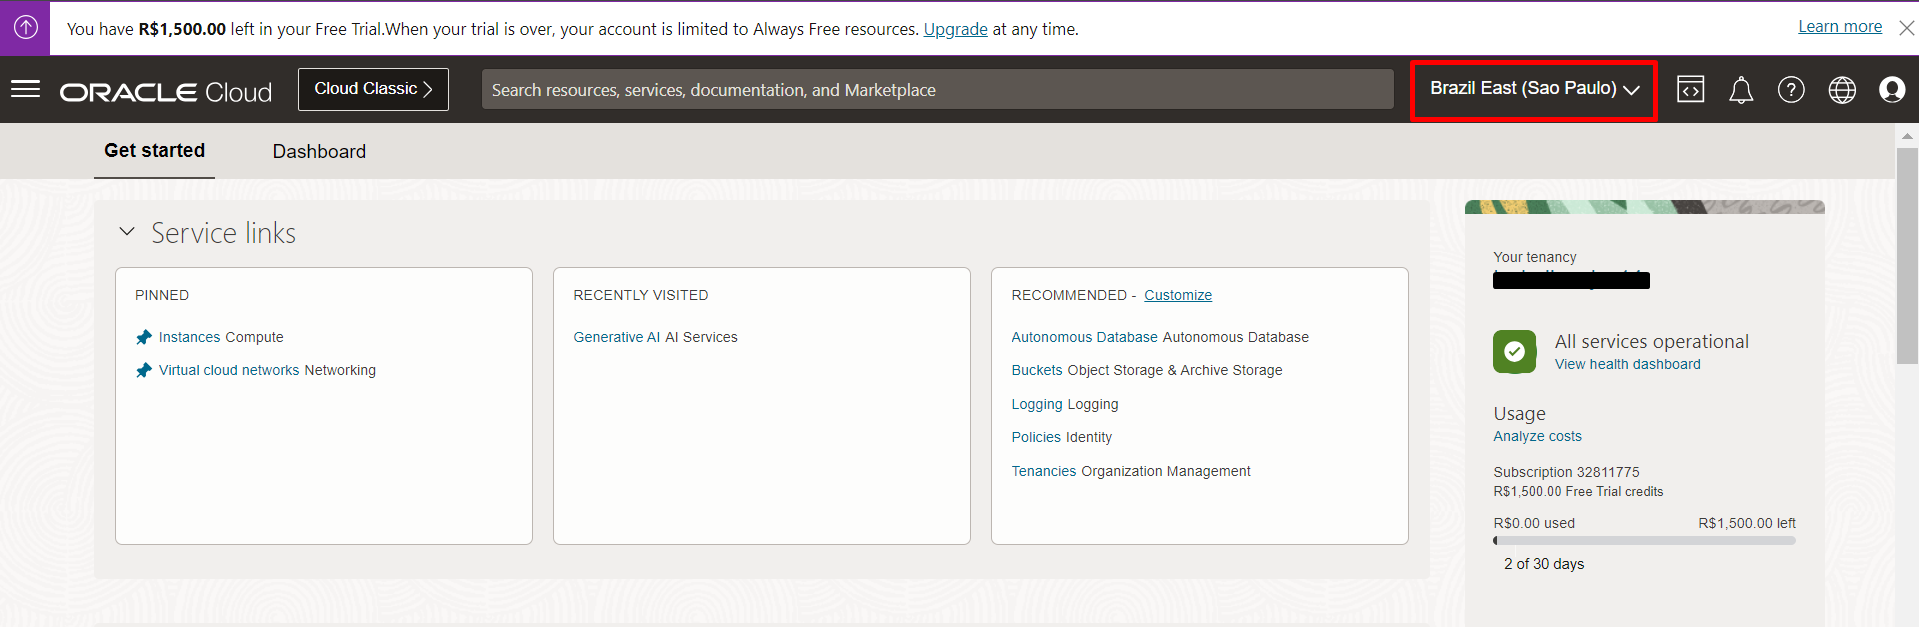 You have R$1,500.00 left in your Free Trial.When your trial is over, your account is limited to Always Free resources. Upgrade at any time.
Learn more
ORACLE Cloud
Cloud Classic
Search resources, services, documentation, and Marketplace
Brazil East (Sao Paulo)
Get started
Dashboard
Service links
PINNED
Instances Compute
Virtual cloud networks Networking
RECENTLY VISITED
Generative AI AI Services
RECOMMENDED - Customize
Autonomous Database Autonomous Database
Buckets Object Storage & Archive Storage
Logging Logging
Policies Identity
Tenancies Organization Management
Your tenancy
All services operational
View health dashboard
Usage
Analyze costs
Subscription 32811775
R$1,500.00 Free Trial credits
R$0.00 used
R$1,500.00 left
2 of 30 days